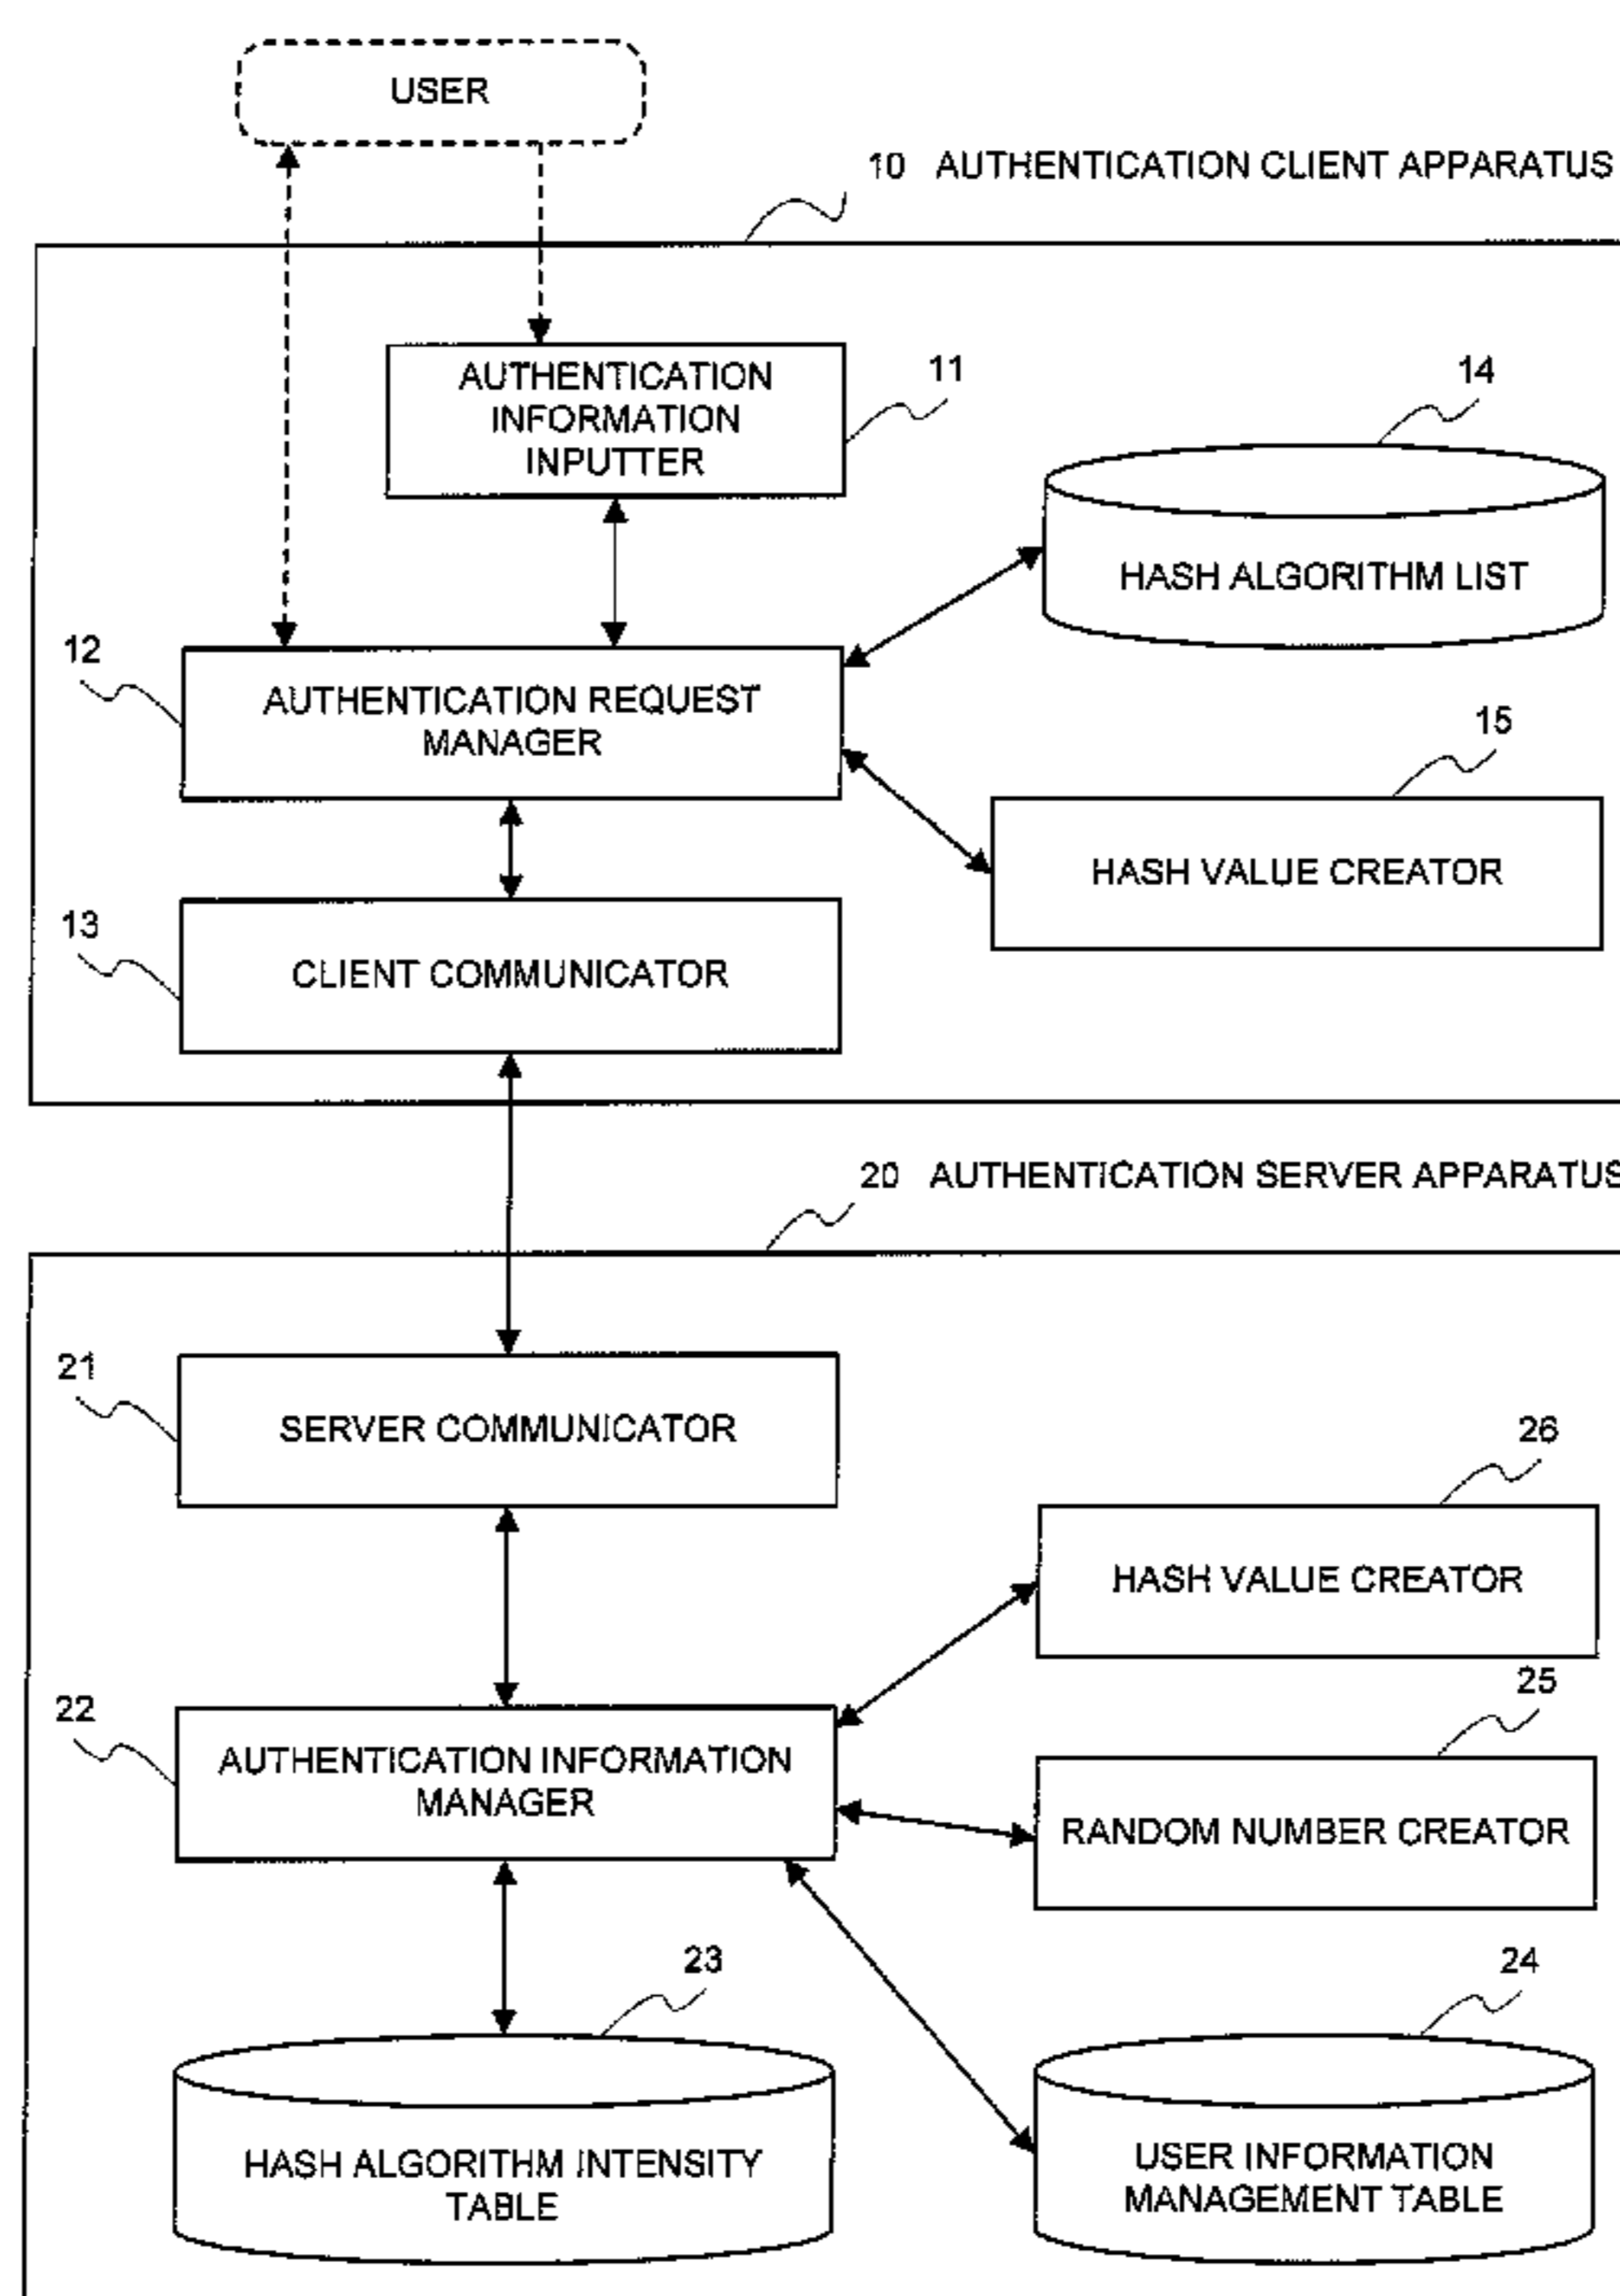 USER
10 AUTHENTICATION CLIENT APPARATUS
AUTHENTICATION
INFORMATION
INPUTTER
11
14
HASH ALGORITHM LIST
12
AUTHENTICATION REQUEST
MANAGER
15
HASH VALUE CREATOR
13
CLIENT COMMUNICATOR
20 AUTHENTICATION SERVER APPARATUS
21
SERVER COMMUNICATOR
26
HASH VALUE CREATOR
22
AUTHENTICATION INFORMATION
MANAGER
25
RANDOM NUMBER CREATOR
23
HASH ALGORITHM INTENSITY
TABLE
24
USER INFORMATION
MANAGEMENT TABLE